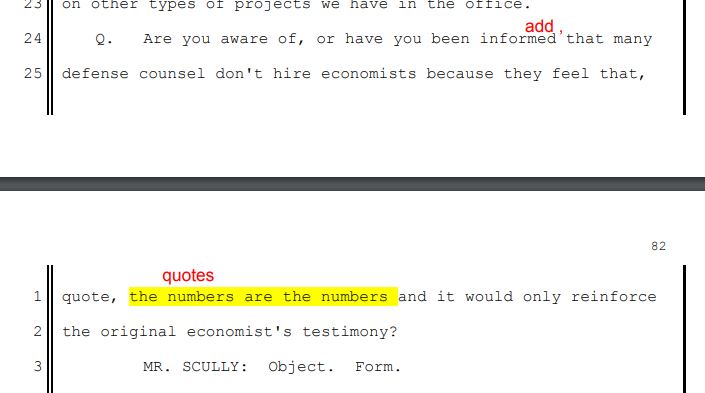 23 on other types of projects we have in the office.
add ,
24 Q. Are you aware of, or have you been informed that many
25 defense counsel don't hire economists because they feel that,
82
quotes
1 quote, the numbers are the numbers and it would only reinforce
2 the original economist's testimony?
3 MR. SCULLY: Object. Form.